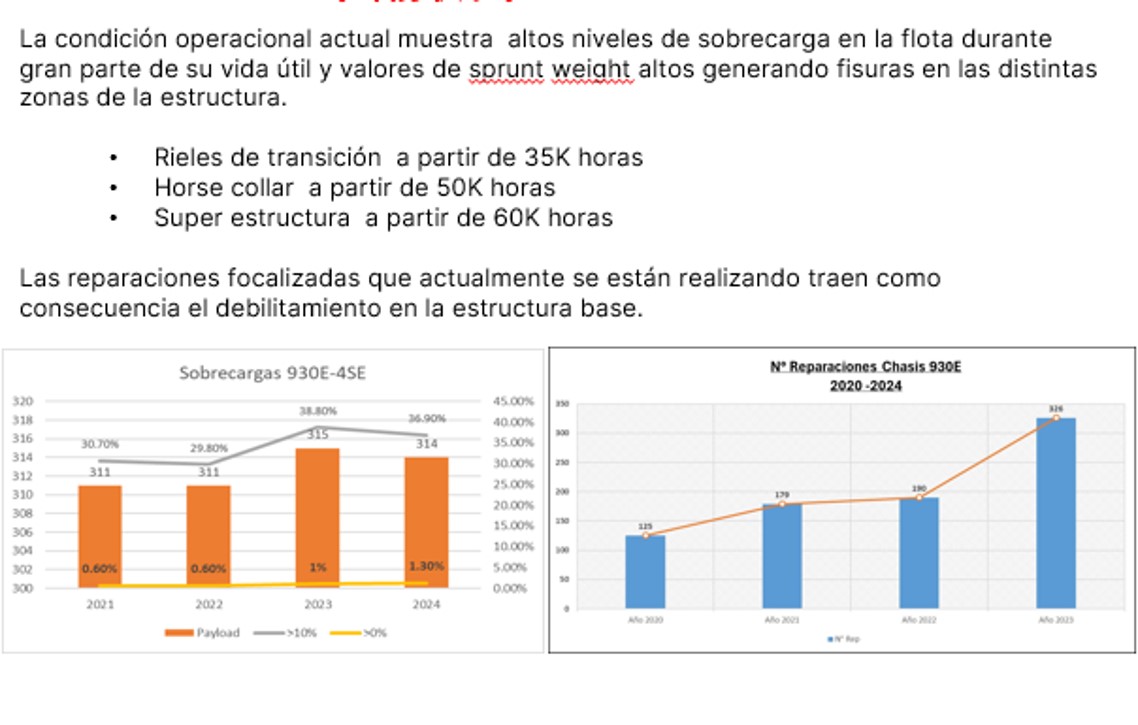 La condición operacional actual muestra altos niveles de sobrecarga en la flota durante
gran parte de su vida útil y valores de sprunt weight altos generando fisuras en las distintas
zonas de la estructura.
• Rieles de transición a partir de 35K horas
• Horse collar a partir de 50K horas
• Super estructura a partir de 60K horas
Las reparaciones focalizadas que actualmente se están realizando traen como
consecuencia el debilitamiento en la estructura base.
Sobrecargas 930E-4SE
320 45.00%
318 38.80% 40.00%
316 36.90% 35.00%
314 30.70% 29.80% 315 314 30.00%
312 311 311 25.00%
310 20.00%
308 15.00%
306 10.00%
304 5.00%
302 0.60% 0.60% 1% 1.30% 0.00%
300
2021 2022 2023 2024
Payload >10% >0%
Nº Reparaciones Chasis 930E
2020 -2024
350
326
300
250
200
179 190
150
125
100
50
0
Año 2020 Año 2021 Año 2022 Año 2023
N° Rep